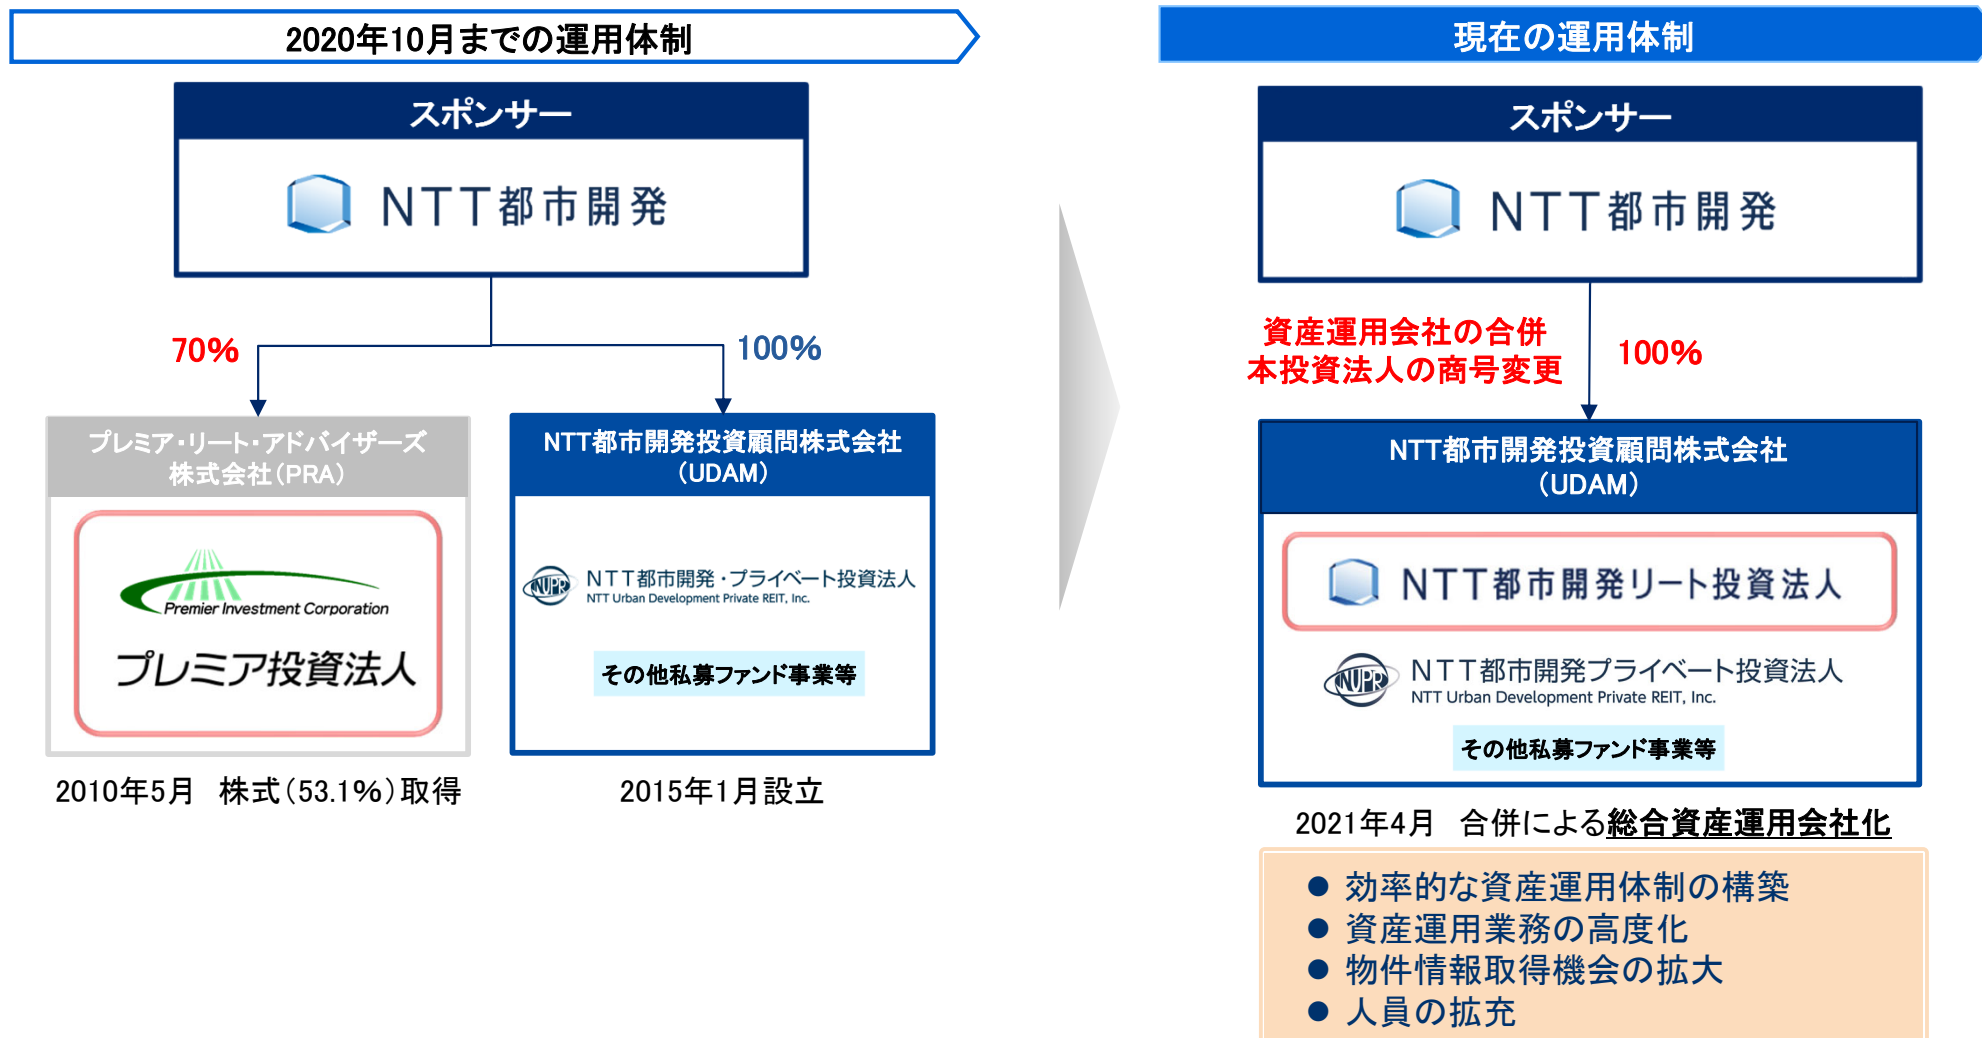 2020年10月までの運用体制
スポンサー
NTT都市開発
70%
100%
プレミア・リート・アドバイザーズ
株式会社（PRA）
Premier Investment Corporation
プレミア投資法人
2010年5月　株式（53.1%）取得
NTT都市開発投資顧問株式会社
（UDAM）
NUPR
NTT都市開発・プライベート投資法人
NTT Urban Development Private REIT, Inc.
その他私募ファンド事業等
2015年1月設立
現在の運用体制
スポンサー
NTT都市開発
資産運用会社の合併
本投資法人の商号変更
100%
NTT都市開発投資顧問株式会社
（UDAM）
NTT都市開発リート投資法人
NUPR
NTT都市開発プライベート投資法人
NTT Urban Development Private REIT, Inc.
その他私募ファンド事業等
2021年4月　合併による総合資産運用会社化
● 効率的な資産運用体制の構築
● 資産運用業務の高度化
● 物件情報取得機会の拡大
● 人員の拡充